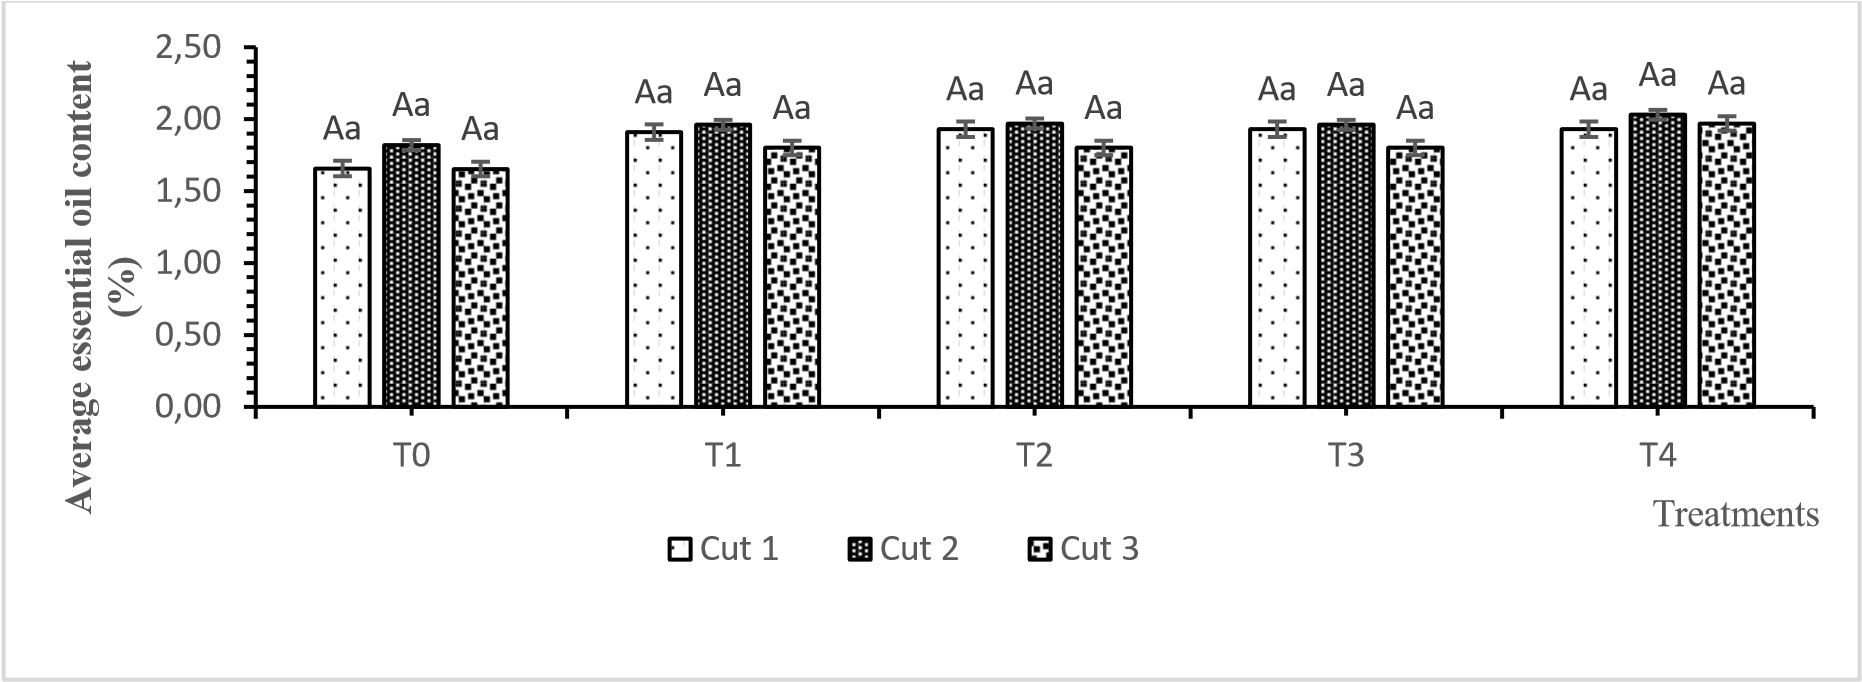 Average essential oil content
(%)
2,50
2,00
1,50
1,00
0,50
0,00
Aa Aa Aa Aa Aa Aa Aa Aa Aa Aa Aa Aa Aa Aa Aa
T0 T1 T2 T3 T4
Treatments
Cut 1 Cut 2 Cut 3